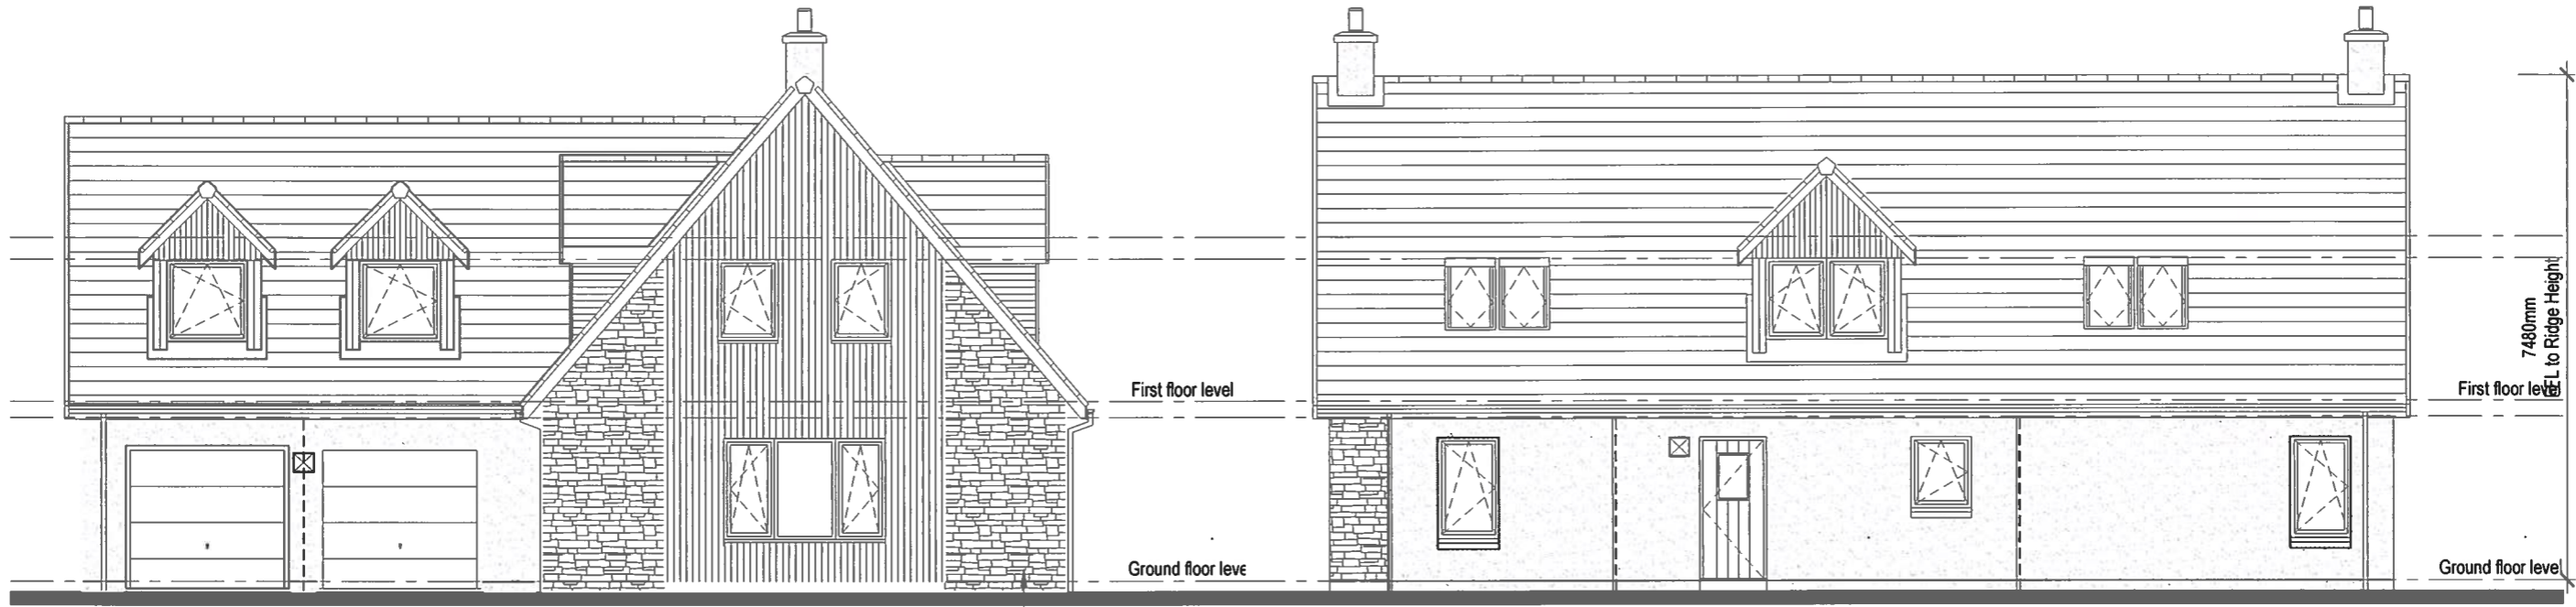 First floor level
Ground floor leve
7480mm
FFL to Ridge Height
First floor level
Ground floor level